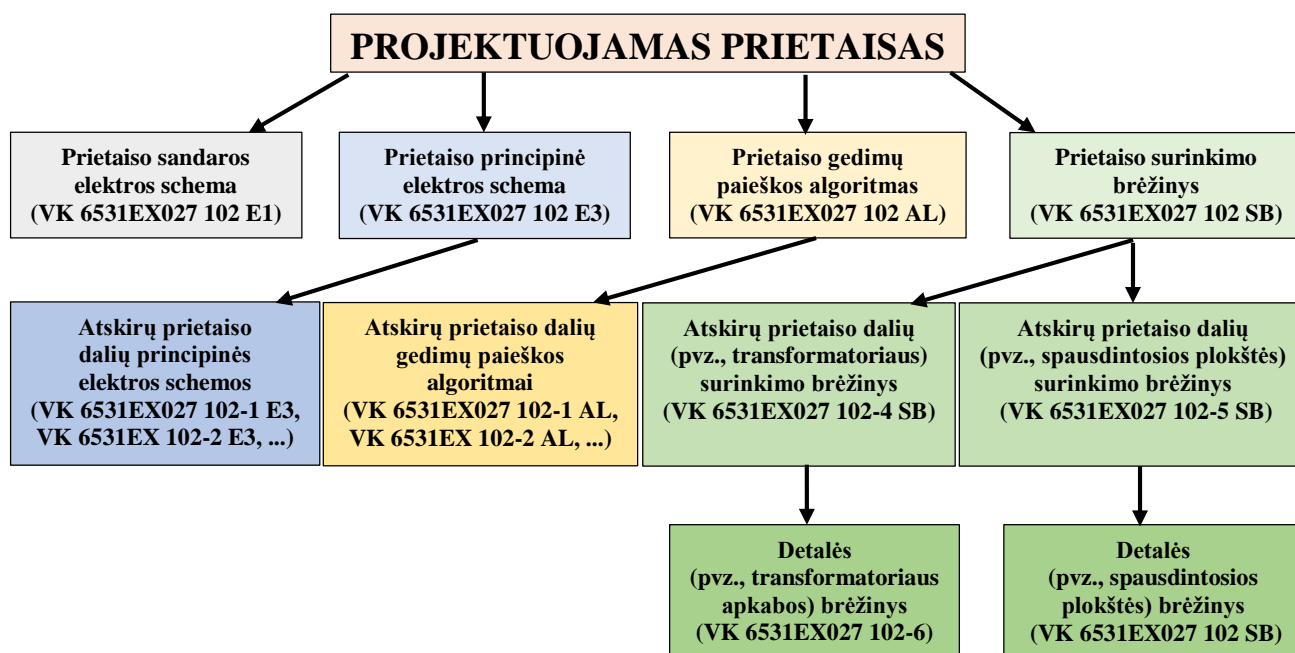 PROJEKTUOJAMAS PRIETAISAS
Prietaiso sandaros
elektros schema
(VK 6531EX027 102 E1)
Prietaiso principinė
elektros schema
(VK 6531EX027 102 E3)
Prietaiso gedimų
paieškos algoritmas
(VK 6531EX027 102 AL)
Prietaiso surinkimo
brėžinys
(VK 6531EX027 102 SB)
Atskirų prietaiso
dalių principinės
elektros schemos
(VK 6531EX027 102-1 E3,
VK 6531EX 102-2 E3, ...)
Atskirų prietaiso dalių
gedimų paieškos
algoritmai
(VK 6531EX027 102-1 AL,
VK 6531EX 102-2 AL, ...)
Atskirų prietaiso dalių
(pvz., transformatoriaus)
surinkimo brėžinys
(VK 6531EX027 102-4 SB)
Atskirų prietaiso dalių
(pvz., spausdintosios plokštės)
surinkimo brėžinys
(VK 6531EX027 102-5 SB)
Detalės
(pvz., transformatoriaus
apkabos) brėžinys
(VK 6531EX027 102-6)
Detalės
(pvz., spausdintosios
plokštės) brėžinys
(VK 6531EX027 102 SB)